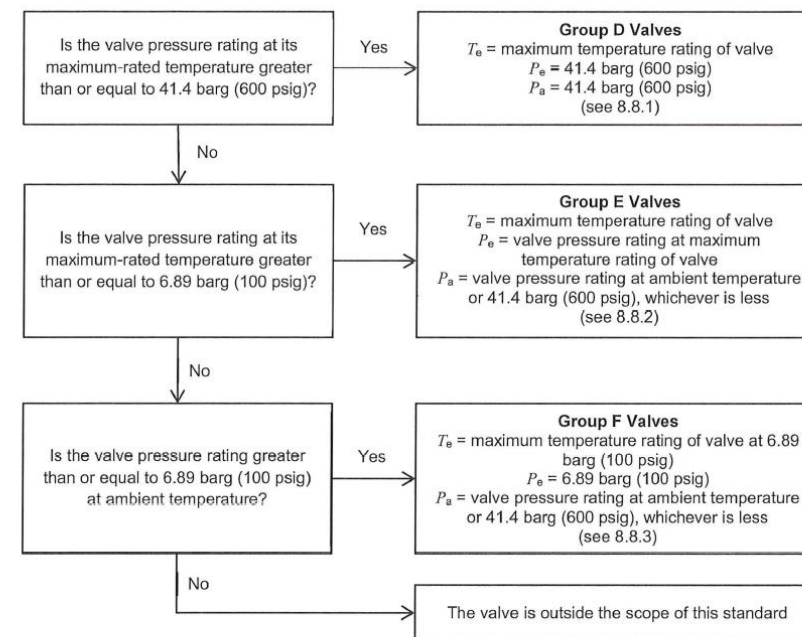 Is the valve pressure rating at its
maximum-rated temperature greater
than or equal to 41.4 barg (600 psig)?
Yes
Group D Valves
Te = maximum temperature rating of valve
Pe = 41.4 barg (600 psig)
Pa = 41.4 barg (600 psig)
(see 8.8.1)
No
Is the valve pressure rating at its
maximum-rated temperature greater
than or equal to 6.89 barg (100 psig)?
Yes
Group E Valves
Te = maximum temperature rating of valve
Pe = valve pressure rating at maximum
temperature rating of valve
Pa = valve pressure rating at ambient temperature
or 41.4 barg (600 psig), whichever is less
(see 8.8.2)
No
Is the valve pressure rating greater
than or equal to 6.89 barg (100 psig)
at ambient temperature?
Yes
Group F Valves
Te = maximum temperature rating of valve at 6.89
barg (100 psig)
Pe = 6.89 barg (100 psig)
Pa = valve pressure rating at ambient temperature
or 41.4 barg (600 psig), whichever is less
(see 8.8.3)
No
The valve is outside the scope of this standard